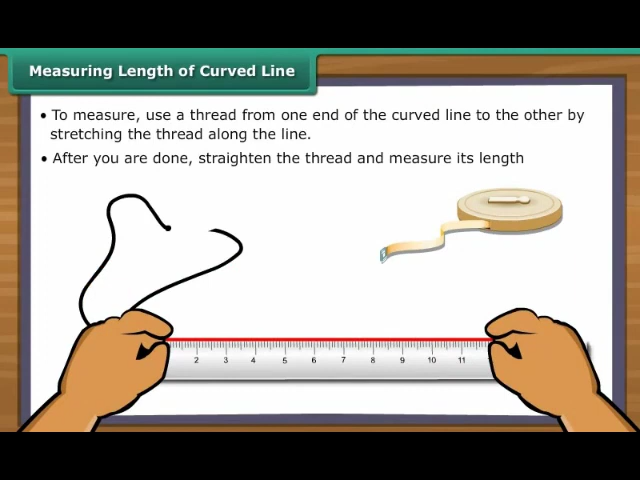 Measuring Length of Curved Line
• To measure, use a thread from one end of the curved line to the other by
stretching the thread along the line.
• After you are done, straighten the thread and measure its length
2 3 4 5 6 7 8 9 10 11